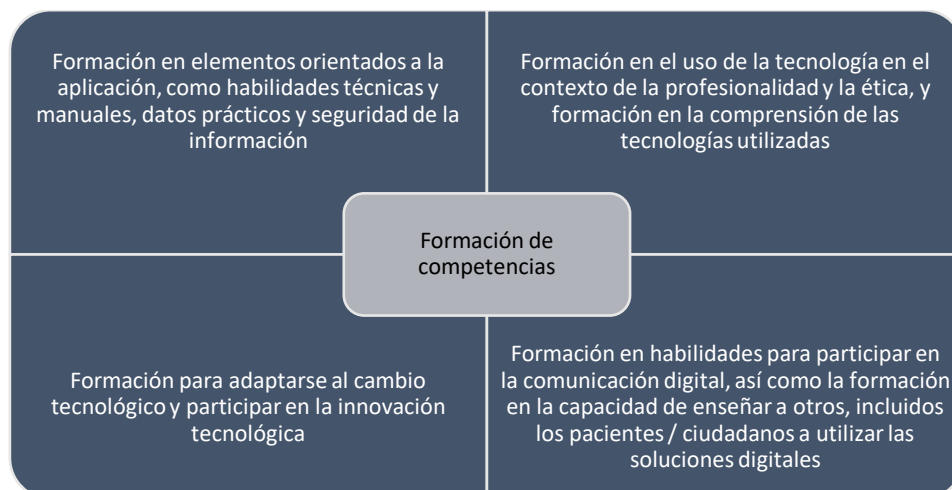 Formación en elementos orientados a la
aplicación, como habilidades técnicas y
manuales, datos prácticos y seguridad de la
información
Formación en el uso de la tecnología en el
contexto de la profesionalidad y la ética, y
formación en la comprensión de las
tecnologías utilizadas
Formación de
competencias
Formación para adaptarse al cambio
tecnológico y participar en la innovación
tecnológica
Formación en habilidades para participar en
la comunicación digital, así como la formación
en la capacidad de enseñar a otros, incluidos
los pacientes / ciudadanos a utilizar las
soluciones digitales